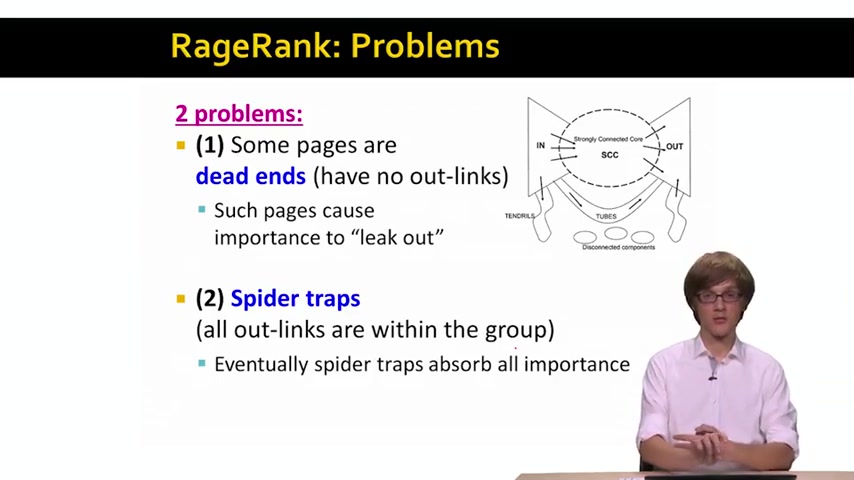 RageRank: Problems
2 problems:
(1) Some pages are
dead ends (have no out-links)
Such pages cause
importance to “leak out”
(2) Spider traps
(all out-links are within the group)
Eventually spider traps absorb all importance
IN
Strongly Connected Core
SCC
OUT
TENDRILS
TUBES
Disconnected components